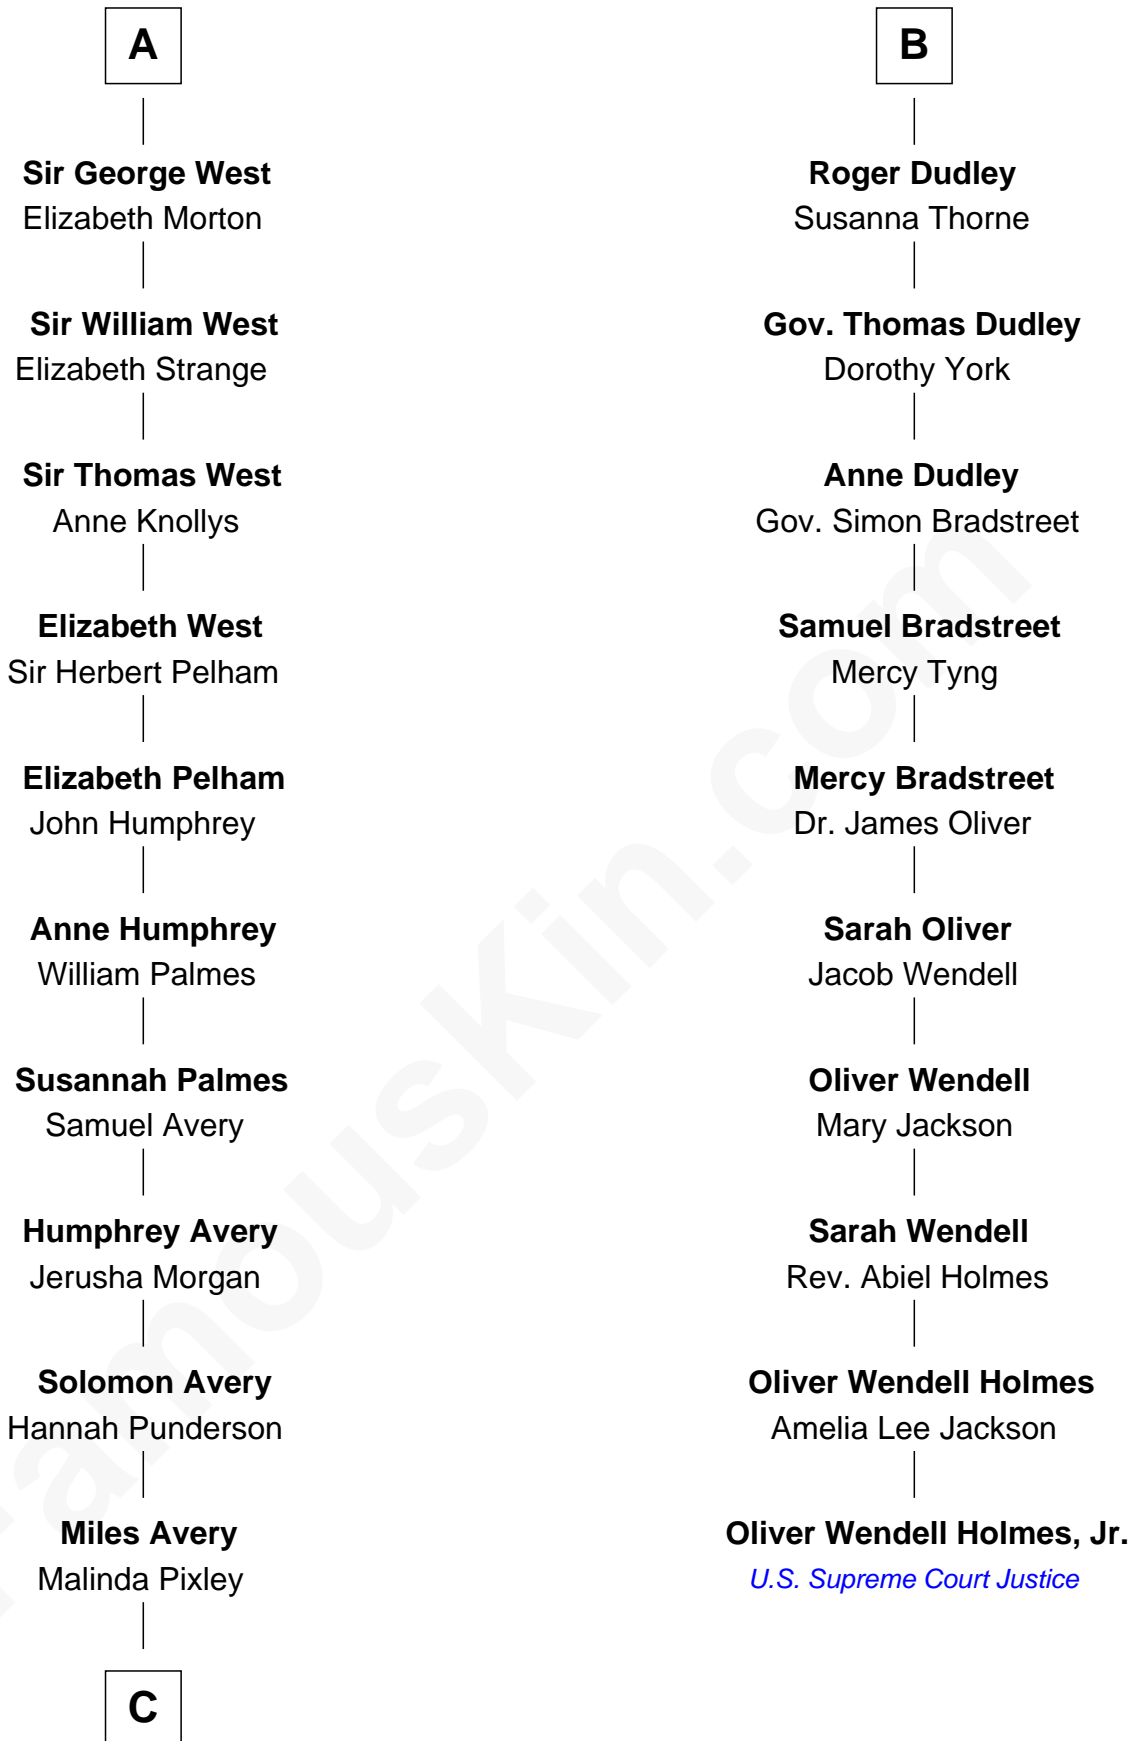 A
Sir George West
Elizabeth Morton
Sir William West
Elizabeth Strange
Sir Thomas West
Anne Knollys
Elizabeth West
Sir Herbert Pelham
Elizabeth Pelham
John Humphrey
Anne Humphrey
William Palmes
Susannah Palmes
Samuel Avery
Humphrey Avery
Jerusha Morgan
Solomon Avery
Hannah Punderson
Miles Avery
Malinda Pixley
C
B
Roger Dudley
Susanna Thorne
Gov. Thomas Dudley
Dorothy York
Anne Dudley
Gov. Simon Bradstreet
Samuel Bradstreet
Mercy Tyng
Mercy Bradstreet
Dr. James Oliver
Sarah Oliver
Jacob Wendell
Oliver Wendell
Mary Jackson
Sarah Wendell
Rev. Abiel Holmes
Oliver Wendell Holmes
Amelia Lee Jackson
Oliver Wendell Holmes, Jr.
U.S. Supreme Court Justice
FamousKin.com